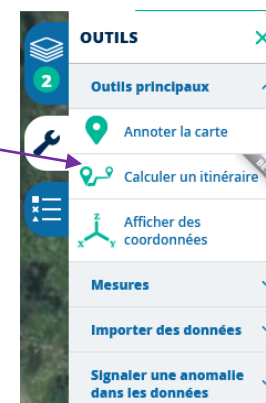 OUTILS
2
Outils principaux
Annoter la carte
Calculer un itinéraire
z
x
Y
Afficher des
coordonnées
Mesures
Importer des données
Signaler une anomalie
dans les données